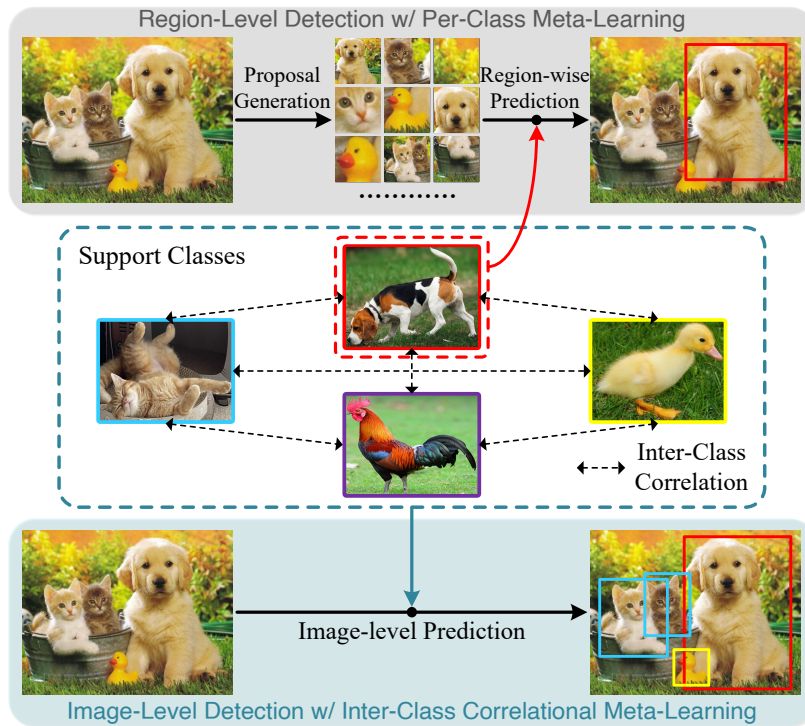 Region-Level Detection w/ Per-Class Meta-Learning
Proposal
Generation
Region-wise
Prediction
............
Support Classes
Inter-Class
Correlation
Image-level Prediction
Image-Level Detection w/ Inter-Class Correlational Meta-Learning